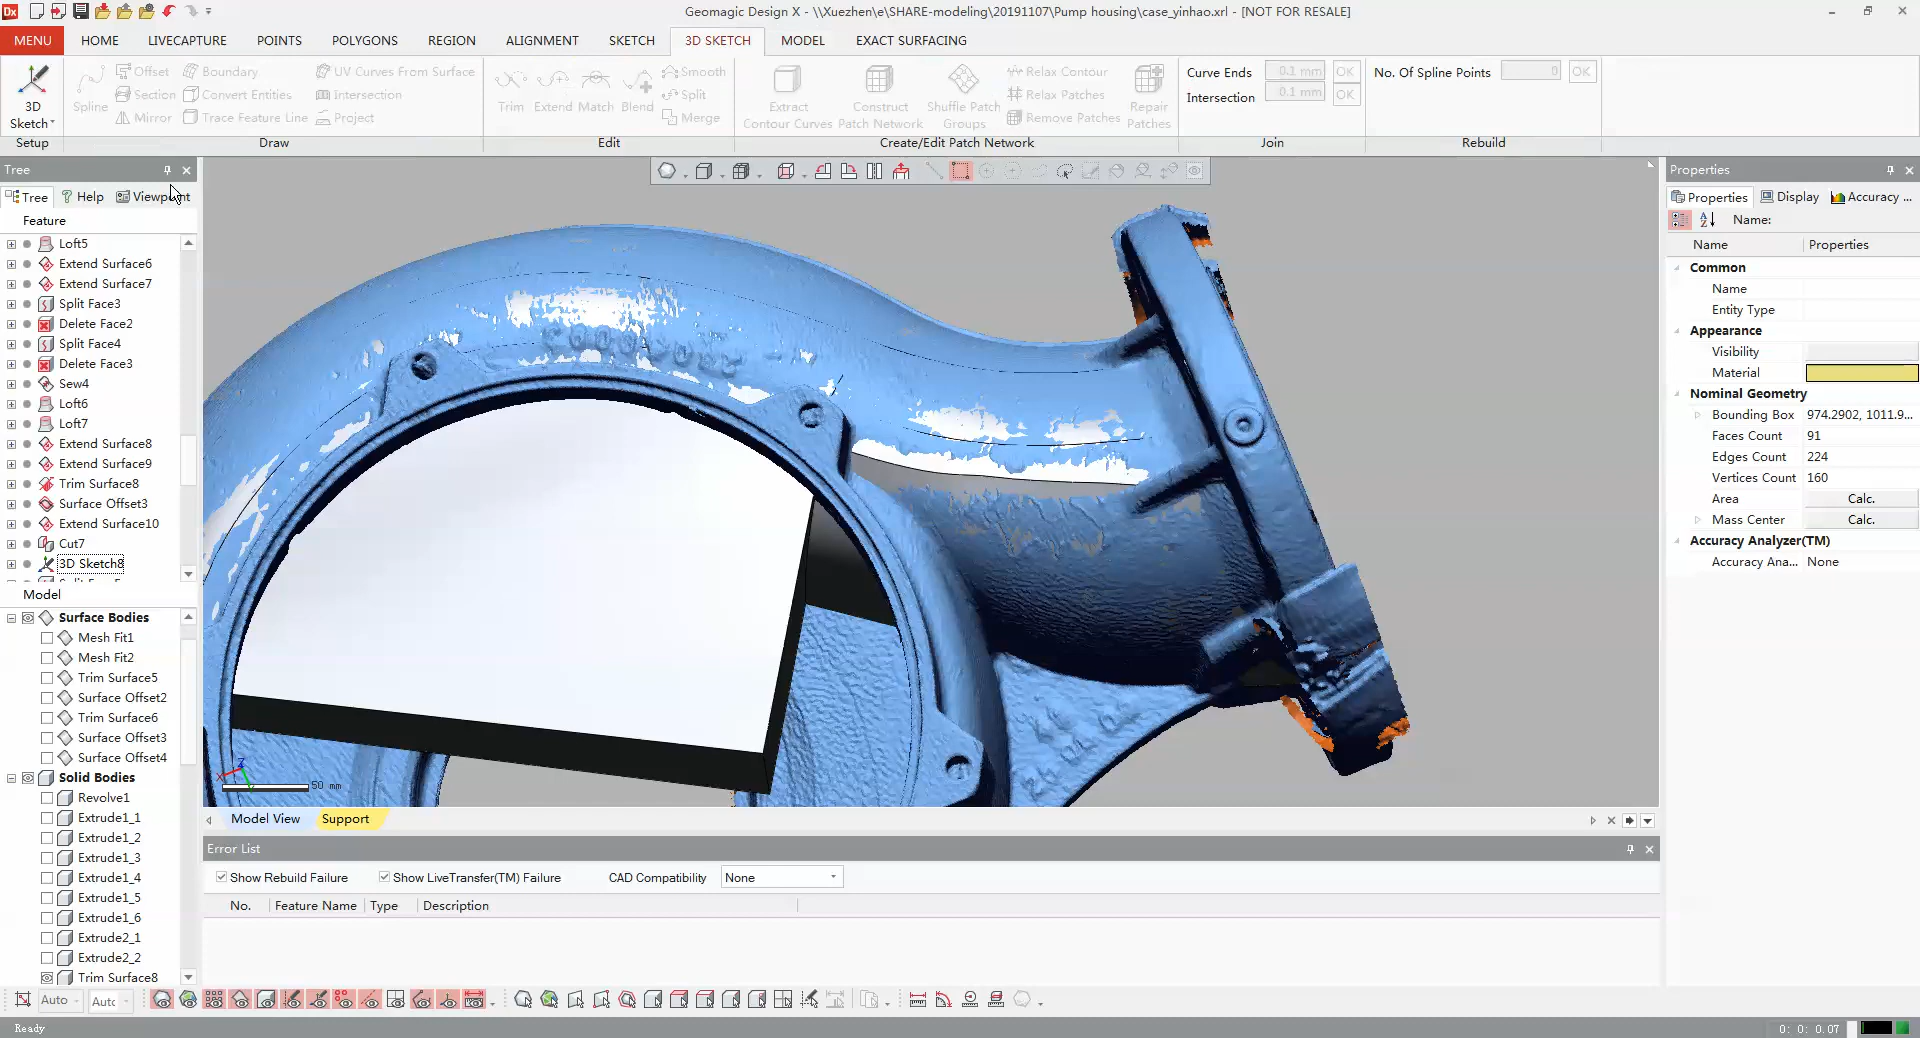 Dx
Geomagic Design X - \\Xuezhen\e\SHARE-modeling\20191107\Pump housing\case_yinhao.xrl - [NOT FOR RESALE]
MENU HOME LIVECAPTURE POINTS POLYGONS REGION ALIGNMENT SKETCH 3D SKETCH MODEL EXACT SURFACING
3D Sketch
Setup
Spline
Offset
Section
Mirror
Boundary
Convert Entities
Trace Feature Line
UV Curves From Surface
Intersection
Project
Draw
Trim Extend Match Blend
Smooth
Split
Merge
Edit
Extract Contour Curves
Construct Patch Network
Shuffle Patch Groups
Relax Contour
Relax Patches
Remove Patches
Repair Patches
Create/Edit Patch Network
Curve Ends 0.1 mm OK
Intersection 0.1 mm OK
Join
No. Of Spline Points 0 OK
Rebuild
Tree
Tree Help Viewpoint
Feature
Loft5
Extend Surface6
Extend Surface7
Split Face3
Delete Face2
Split Face4
Delete Face3
Sew4
Loft6
Loft7
Extend Surface8
Extend Surface9
Trim Surface8
Surface Offset3
Extend Surface10
Cut7
3D Sketch8
Model
Surface Bodies
Mesh Fit1
Mesh Fit2
Trim Surface5
Surface Offset2
Trim Surface6
Surface Offset3
Surface Offset4
Solid Bodies
Revolve1
Extrude1_1
Extrude1_2
Extrude1_3
Extrude1_4
Extrude1_5
Extrude1_6
Extrude2_1
Extrude2_2
Trim Surface8
X Z
50 mm
Model View Support
Error List
Show Rebuild Failure Show LiveTransfer(TM) Failure CAD Compatibility None
No. Feature Name Type Description
Properties
Properties Display Accuracy ...
Name:
Name Properties
Common
Name
Entity Type
Appearance
Visibility
Material
Nominal Geometry
Bounding Box 974.2902, 1011.9...
Faces Count 91
Edges Count 224
Vertices Count 160
Area Calc.
Mass Center Calc.
Accuracy Analyzer(TM)
Accuracy Ana... None
Auto Autc
Ready
0: 0: 0.07